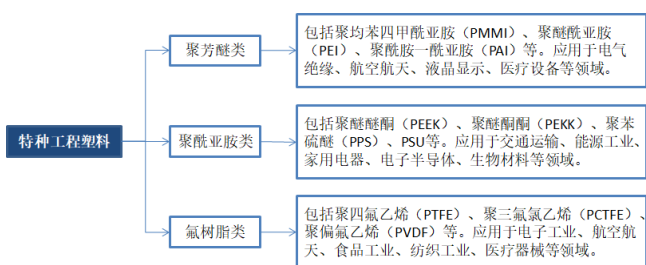 聚芳醚类
包括聚均苯四甲酰亚胺（PMMI）、聚醚酰亚胺
（PEI）、聚酰胺一酰亚胺（PAI）等。应用于电气
绝缘、航空航天、液晶显示、医疗设备等领域。
特种工程塑料
聚酰亚胺类
包括聚醚醚酮（PEEK）、聚醚酮酮（PEKK）、聚苯
硫醚（PPS）、PSU等。应用于交通运输、能源工业、
家用电器、电子半导体、生物材料等领域。
氟树脂类
包括聚四氟乙烯（PTFE）、聚三氟氯乙烯（PCTFE）、
聚偏氟乙烯（PVDF）等。应用于电子工业、航空航
天、食品工业、纺织工业、医疗器械等领域。